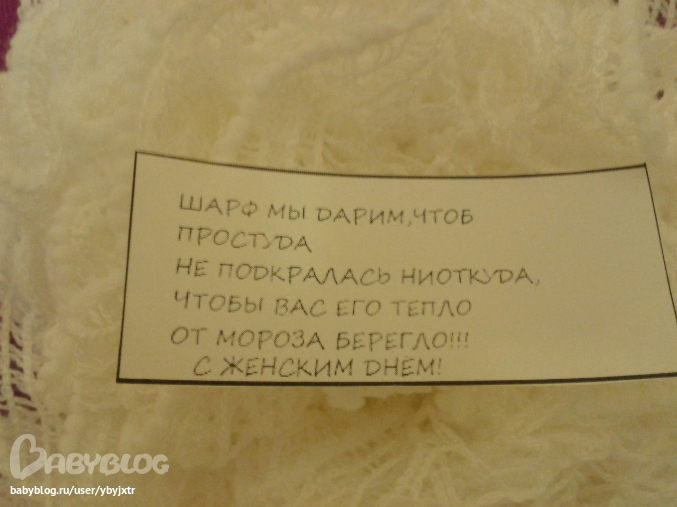 ШАРФ МЫ ДАРИМ,ЧТОБ
ПРОСТУДА
НЕ ПОДКРАЛАСЬ НИОТКУДА,
ЧТОБЫ ВАС ЕГО ТЕПЛО
ОТ МОРОЗА БЕРЕГЛО!!!
С ЖЕНСКИМ ДНЕМ!
BABYBLOG
babyblog.ru/user/ybyjxtr